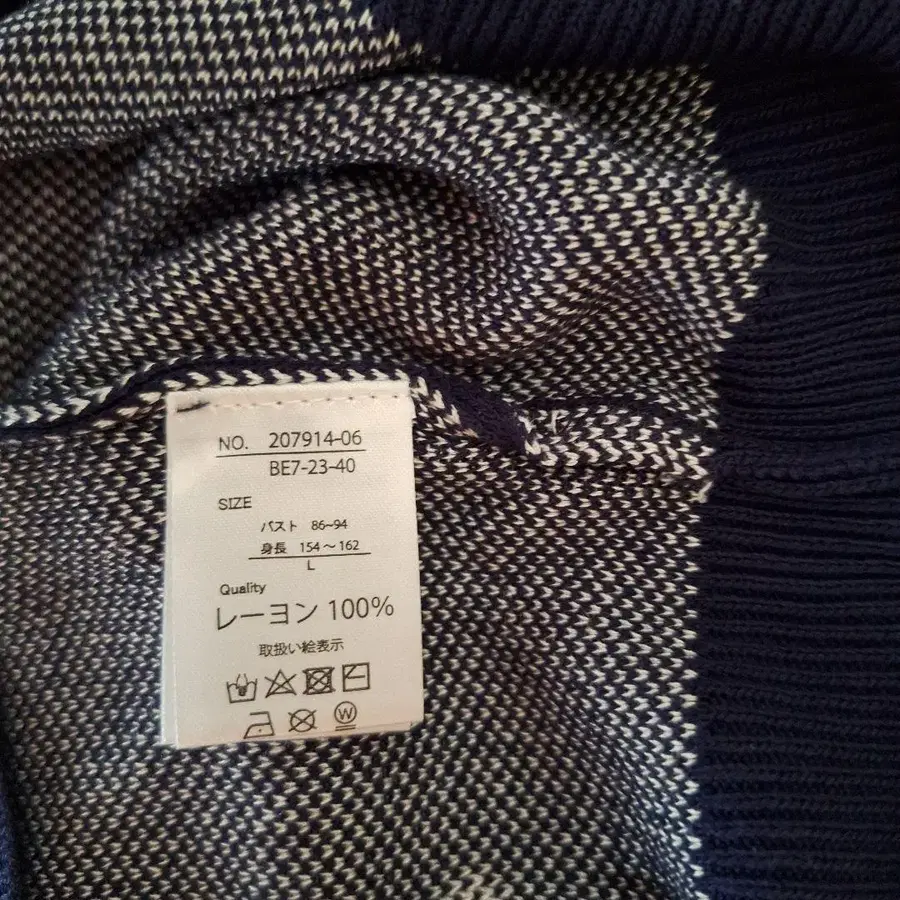 NO. 207914-06
BE7-23-40
SIZE
バスト 86~94
身長 154～162
L
Quality
レーヨン 100%
取扱い絵表示
W